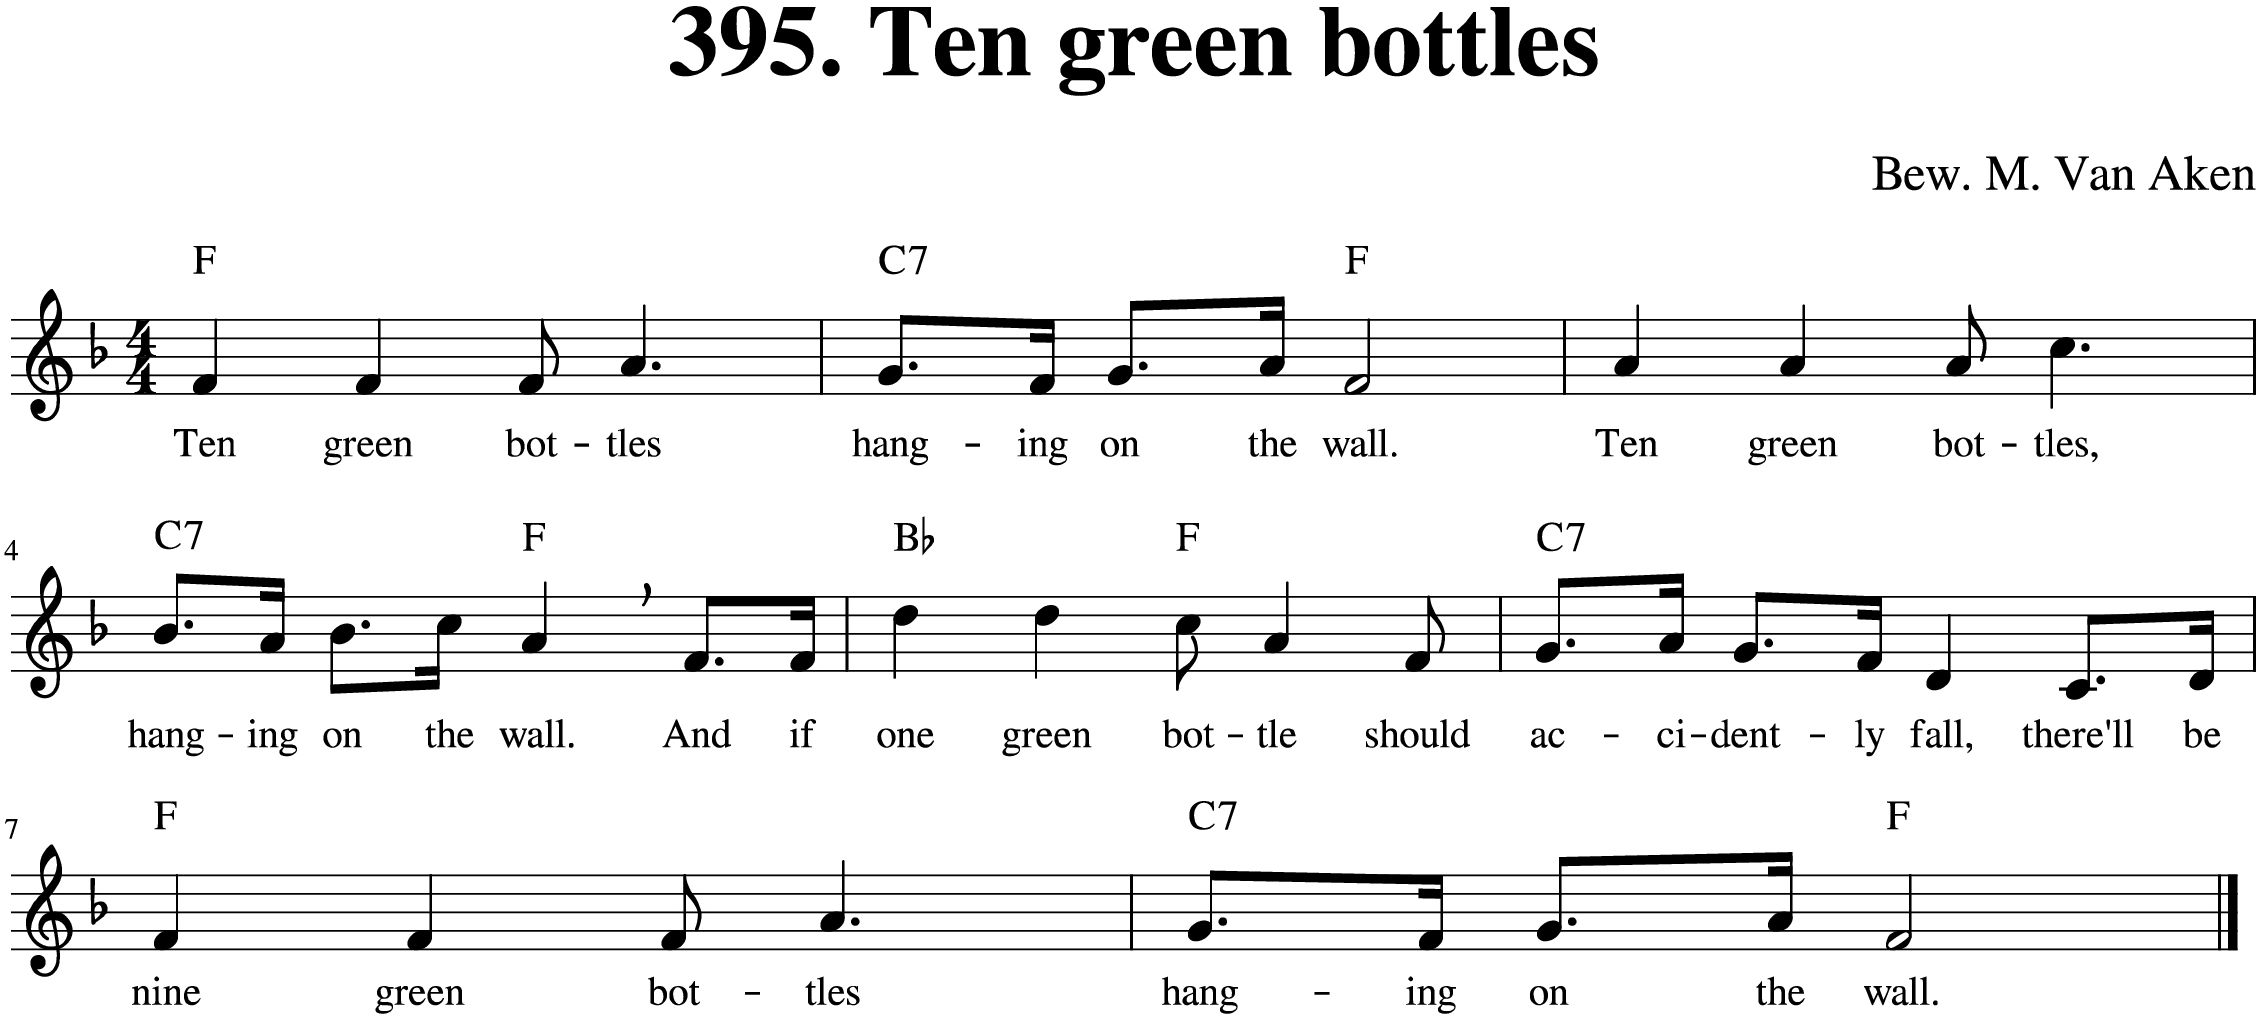 395. Ten green bottles
Bew. M. Van Aken
F C7 F
4
4
Ten green bot - tles hang - ing on the wall. Ten green bot - tles,
4
C7 F B♭ F C7
hang - ing on the wall. And if one green bot - tle should ac - ci - dent - ly fall, there'll be
7
F C7 F
nine green bot - tles hang - ing on the wall.